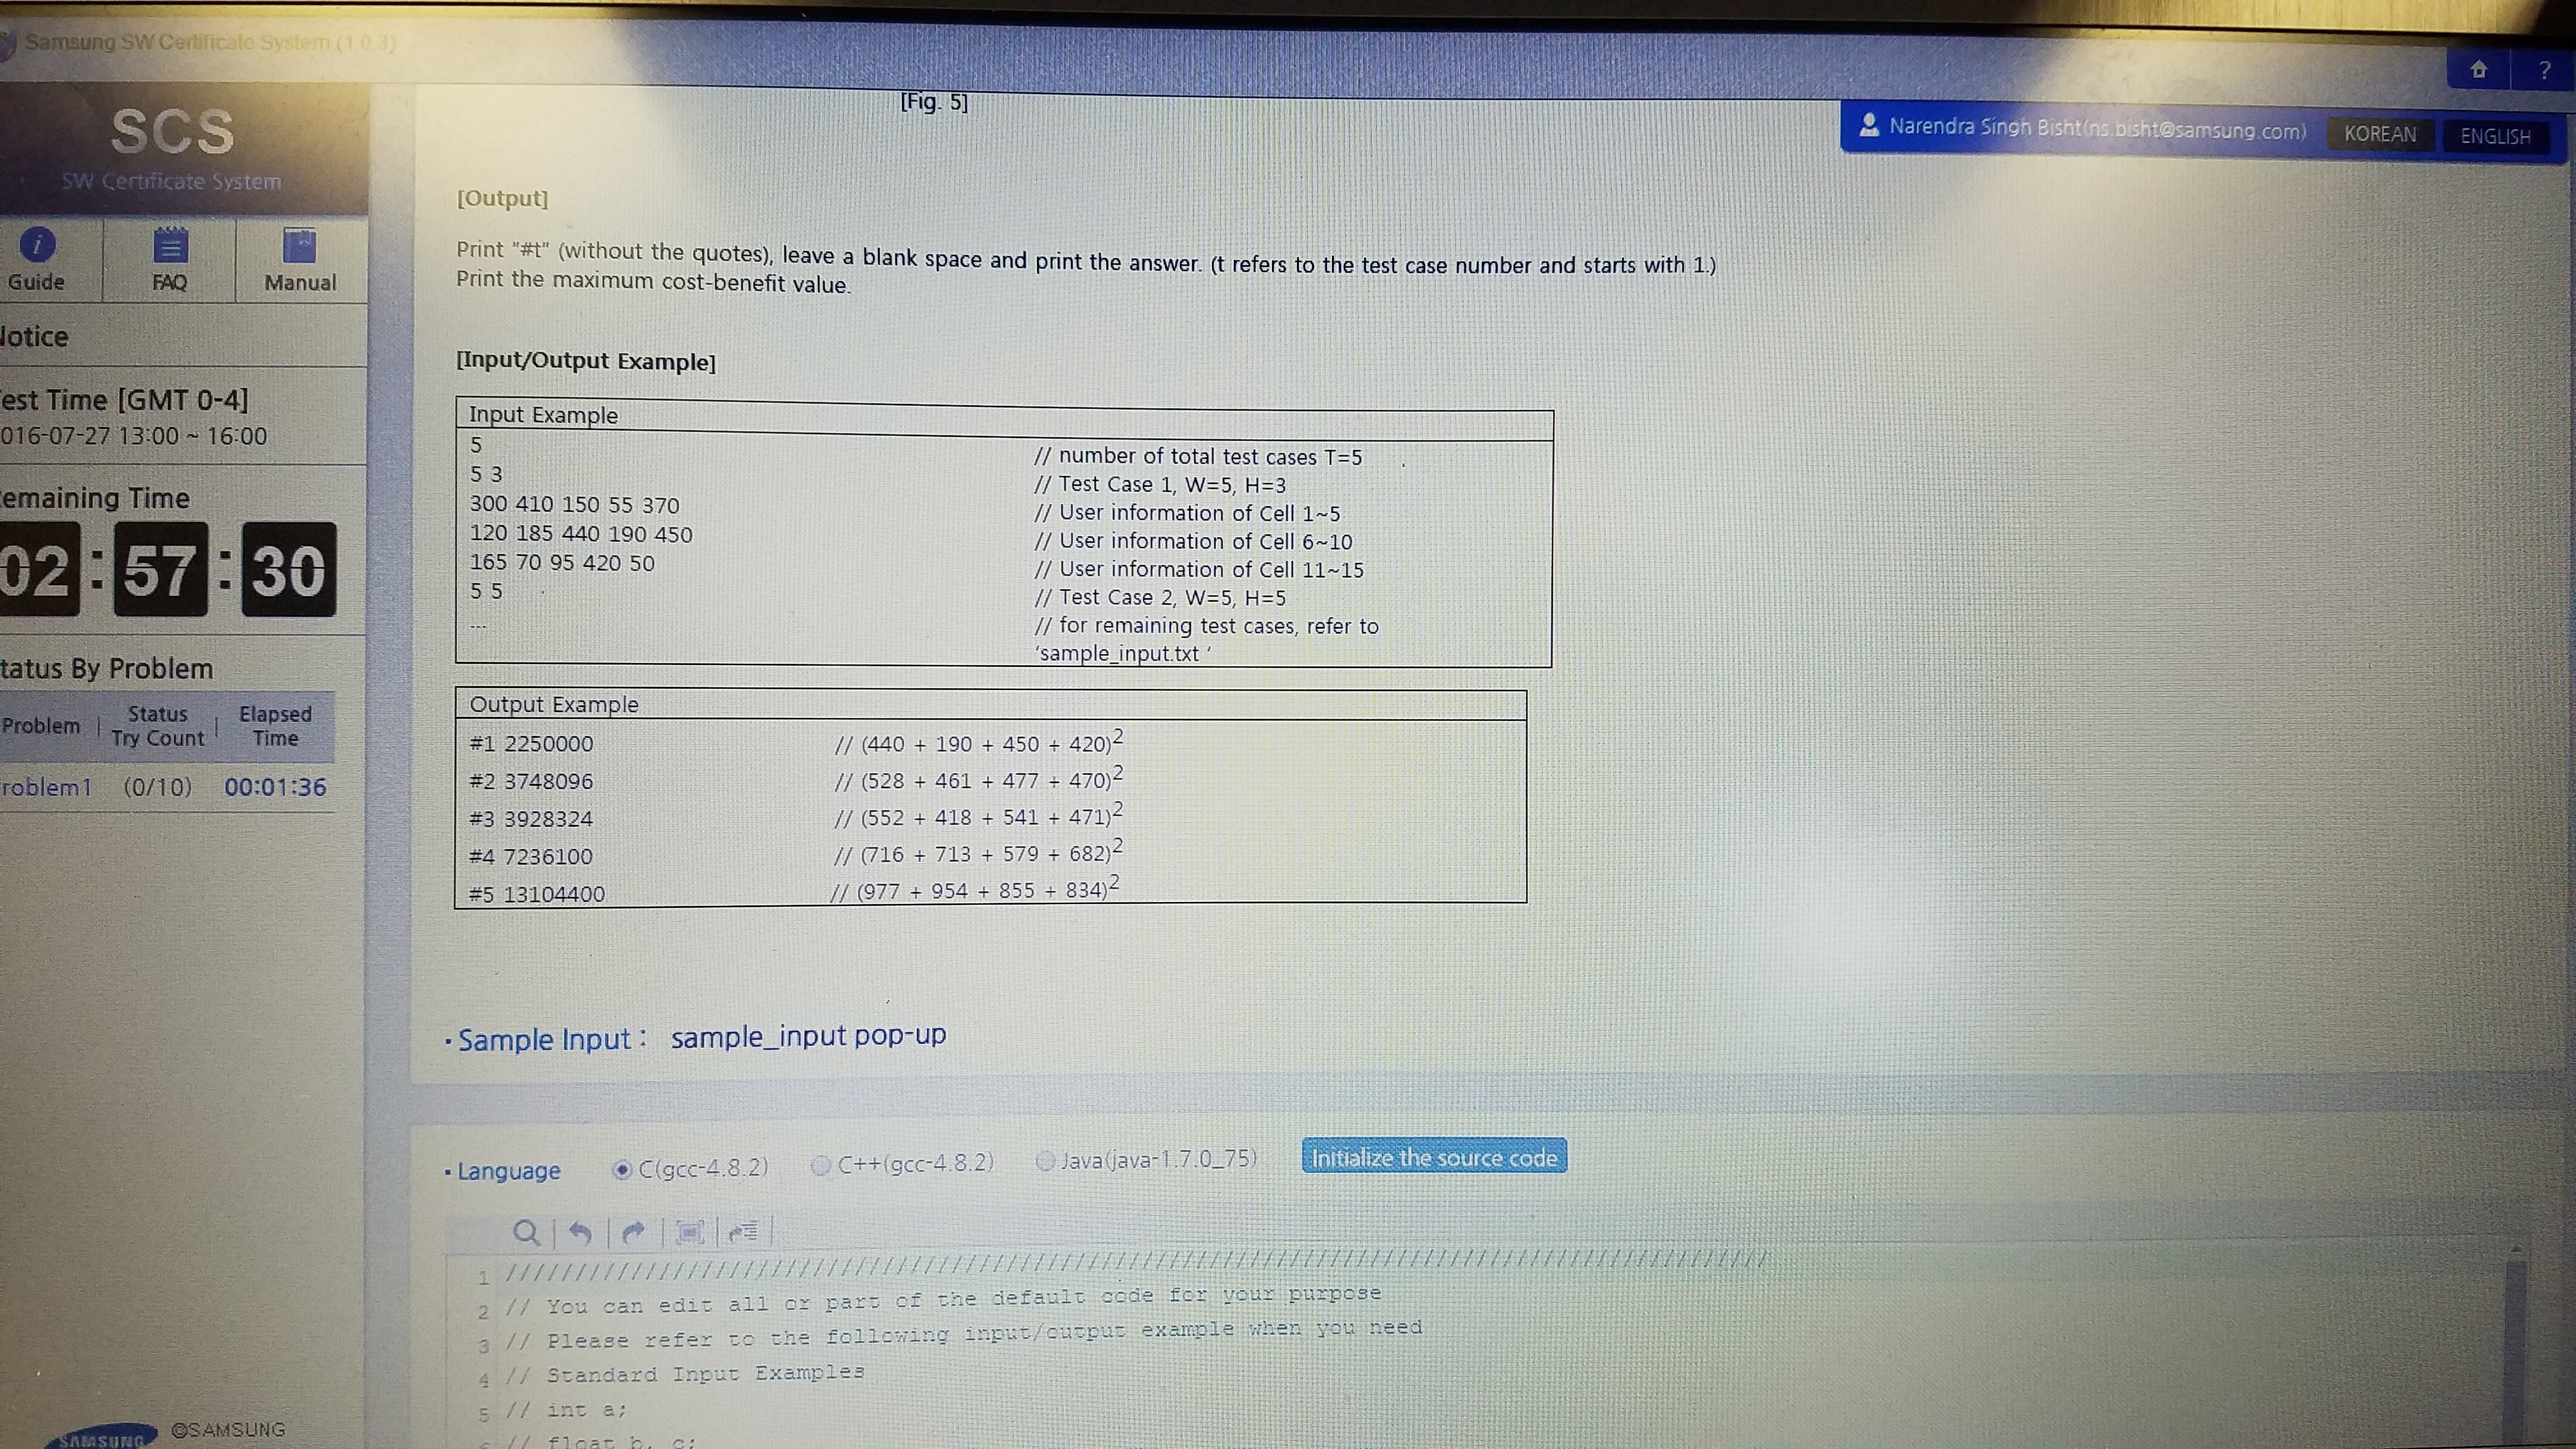 Samsung SW Certificate System (1.0.3)
SCS
SW Certificate System
Guide
FAQ
Manual
Notice
est Time [GMT 0-4]
016-07-27 13:00 ~ 16:00
emaining Time
02 : 57 : 30
tatus By Problem
Problem | Status Try Count | Elapsed Time
roblem1 (0/10) 00:01:36
SAMSUNG ©SAMSUNG
?
Narendra Singh Bisht(ns.bisht@samsung.com) KOREAN ENGLISH
[Fig. 5]
[Output]
Print "#t" (without the quotes), leave a blank space and print the answer. (t refers to the test case number and starts with 1.)
Print the maximum cost-benefit value.
[Input/Output Example]
Input Example
5 // number of total test cases T=5
5 3 // Test Case 1, W=5, H=3
300 410 150 55 370 // User information of Cell 1~5
120 185 440 190 450 // User information of Cell 6~10
165 70 95 420 50 // User information of Cell 11~15
5 5 // Test Case 2, W=5, H=5
... // for remaining test cases, refer to
'sample_input.txt '
Output Example
#1 2250000 // (440 + 190 + 450 + 420)²
#2 3748096 // (528 + 461 + 477 + 470)²
#3 3928324 // (552 + 418 + 541 + 471)²
#4 7236100 // (716 + 713 + 579 + 682)²
#5 13104400 // (977 + 954 + 855 + 834)²
· Sample Input : sample_input pop-up
· Language C(gcc-4.8.2) C++(gcc-4.8.2) Java(java-1.7.0_75) Initialize the source code
1 //////////////////////////////////////////////////////////////////////////////////////////
2 // You can edit all or part of the default code for your purpose
3 // Please refer to the following input/output example when you need
4 // Standard Input Examples
5 // int a;
6 // float b, c;